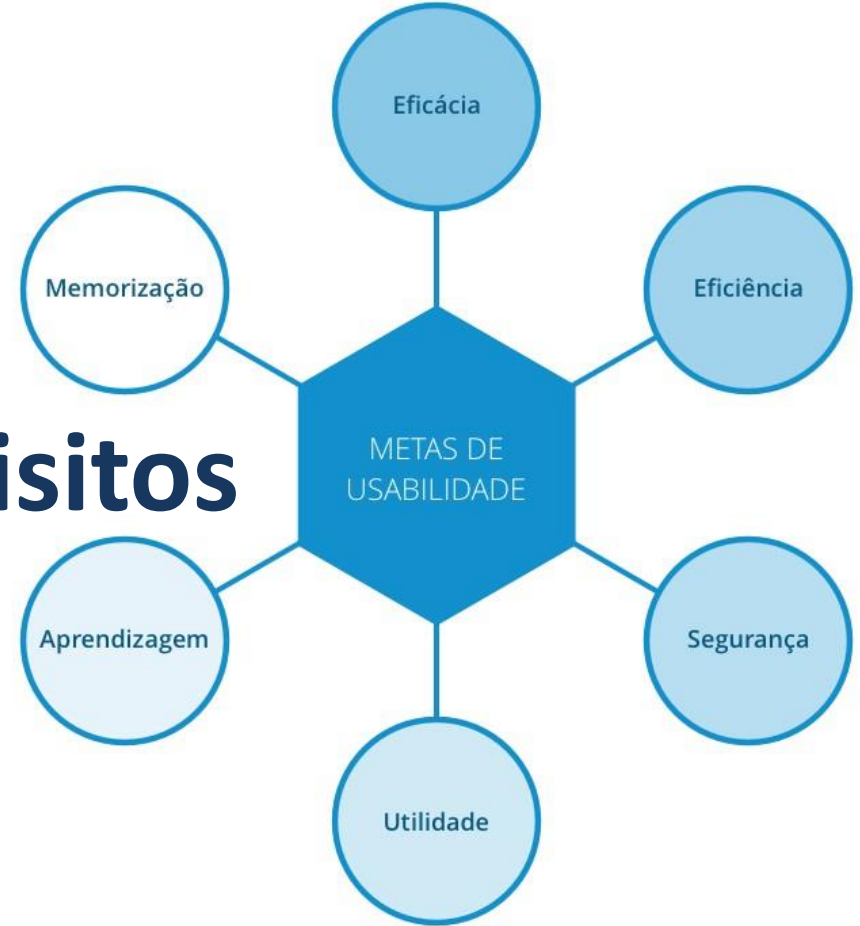 Eficácia
Memorização
Eficiência
METAS DE
USABILIDADE
isitos
Aprendizagem
Segurança
Utilidade